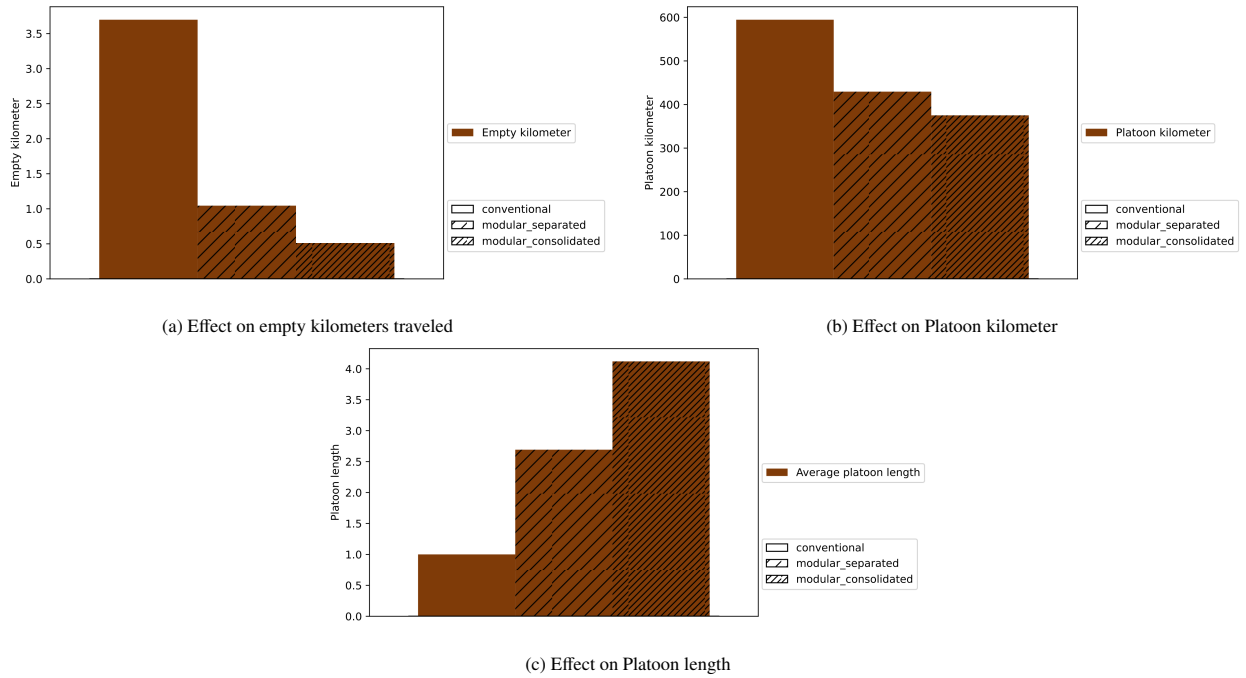 3.5
3.0
2.5
2.0
1.5
1.0
0.5
0.0
Empty kilometer
Empty kilometer
conventional
modular_separated
modular_consolidated
(a) Effect on empty kilometers traveled
600
500
400
300
200
100
0
Platoon kilometer
Platoon kilometer
conventional
modular_separated
modular_consolidated
(b) Effect on Platoon kilometer
4.0
3.5
3.0
2.5
2.0
1.5
1.0
0.5
0.0
Platoon length
Average platoon length
conventional
modular_separated
modular_consolidated
(c) Effect on Platoon length